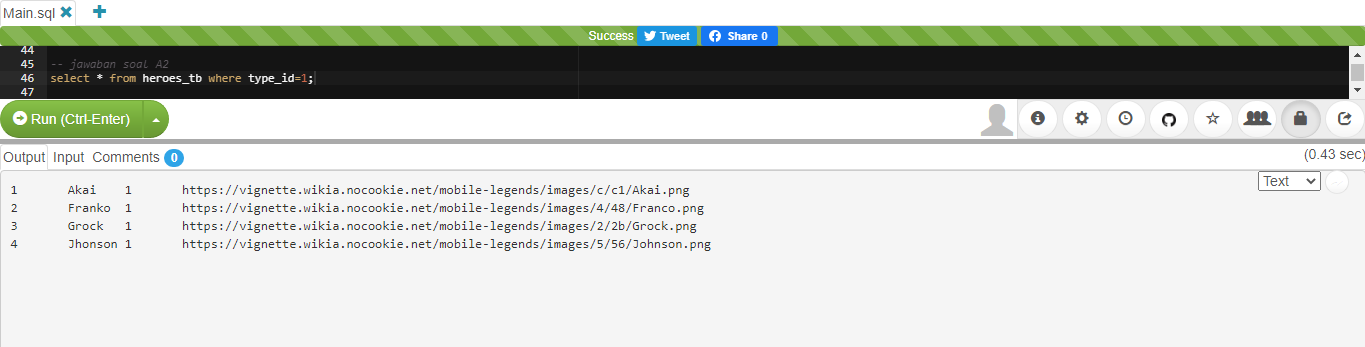 Main.sql
Success Tweet Share 0
44
45 -- jawaban soal A2
46 select * from heroes_tb where type_id=1;
47
Run (Ctrl-Enter)
Output Input Comments 0 (0.43 sec)
Text
1 Akai 1 https://vignette.wikia.nocookie.net/mobile-legends/images/c/c1/Akai.png
2 Franko 1 https://vignette.wikia.nocookie.net/mobile-legends/images/4/48/Franco.png
3 Grock 1 https://vignette.wikia.nocookie.net/mobile-legends/images/2/2b/Grock.png
4 Jhonson 1 https://vignette.wikia.nocookie.net/mobile-legends/images/5/56/Johnson.png